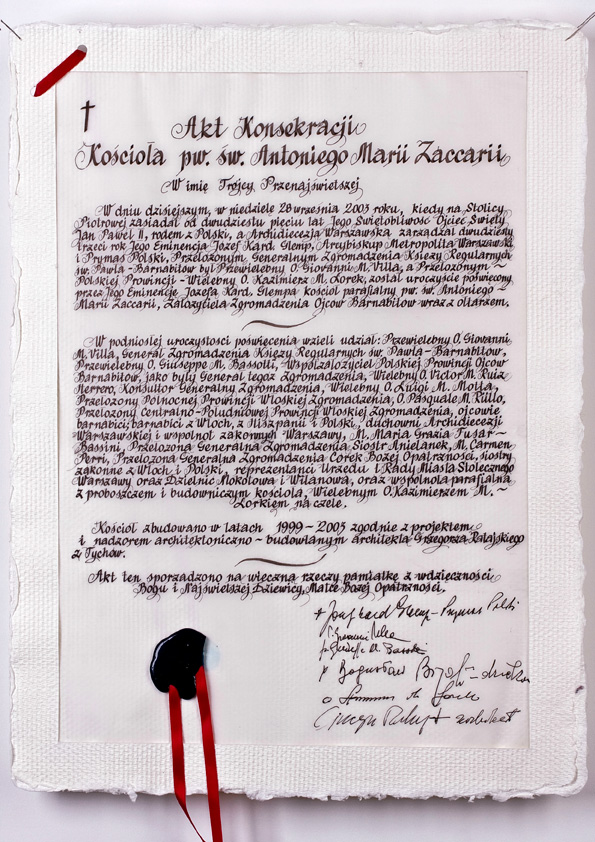 Akt Konsekracji
Kościoła pw. św. Antoniego Marii Zaccarii
W imię Trójcy Przenajświętszej
W dniu dzisiejszym, w niedzielę 28 września 2003 roku, kiedy na Stolicy
Piotrowej zasiadał od dwudziestu pięciu lat Jego Świętobliwość Ojciec Święty
Jan Paweł II, rodem z Polski, a Archidiecezją Warszawską zarządzał dwudziesty
trzeci rok Jego Eminencja Józef Kard. Glemp, Arcybiskup Metropolita Warszawski
i Prymas Polski, Przełożonym Generalnym Zgromadzenia Księży Regularnych
św. Pawła - Barnabitów był Przewielebny O. Giovanni M. Villa, a Przełożonym ~
Polskiej Prowincji - Wielebny O. Kazimierz M. Lorek, został uroczyście poświęcony
przez Jego Eminencję Józefa Kard. Glempa kościół parafialny pw. św. Antoniego ~
Marii Zaccarii, Założyciela Zgromadzenia Ojców Barnabitów wraz z ołtarzem.
W podniosłej uroczystości poświęcenia wzięli udział: Przewielebny O. Giovanni
M. Villa, Generał Zgromadzenia Księży Regularnych św. Pawła - Barnabitów,
Przewielebny O. Giuseppe M. Bassotti, Współzałożyciel Polskiej Prowincji Ojców
Barnabitów, jako były Generał tegoż Zgromadzenia, Wielebny O. Victor M. Ruiz
Herrero, Konsultor Generalny Zgromadzenia, Wielebny O. Luigi M. Motta,
Przełożony Północnej Prowincji Włoskiej Zgromadzenia, O. Pasquale M. Rillo,
Przełożony Centralno-Południowej Prowincji Włoskiej Zgromadzenia, ojcowie
barnabici; barnabici z Włoch, z Hiszpanii i Polski, duchowni Archidiecezji
Warszawskiej i wspólnot zakonnych Warszawy, M. Maria Grazia Fusar -
Bassini, Przełożona Generalna Zgromadzenia Sióstr Anielanek, M. Carmen
Perri, Przełożona Generalna Zgromadzenia Córek Bożej Opatrzności, siostry
zakonne z Włoch i Polski, reprezentanci Urzędu i Rady Miasta Stołecznego
Warszawy oraz Dzielnic Mokotowa i Wilanowa, oraz wspólnota parafialna
z proboszczem i budowniczym kościoła, Wielebnym O. Kazimierzem M. ~
Lorkiem na czele.
Kościół zbudowano w latach 1999 - 2003 zgodnie z projektem
i nadzorem architektoniczno - budowlanym architekta Grzegorza Ratajskiego
z Tychów.
Akt ten sporządzono na wieczną rzeczy pamiątkę z wdzięczności
Bogu i Najświętszej Dziewicy, Matce Bożej Opatrzności.
+ Józef kard Glemp - Prymas Polski
architekt